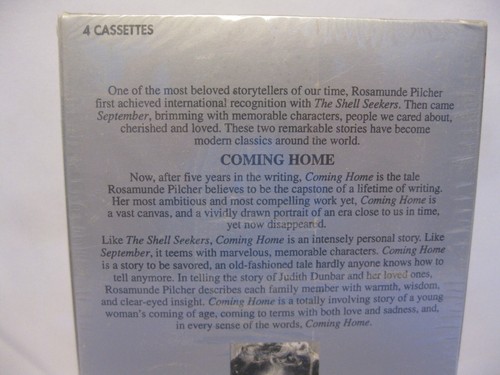 4 CASSETTES
One of the most beloved storytellers of our time, Rosamunde Pilcher
first achieved international recognition with The Shell Seekers. Then came
September, brimming with memorable characters, people we cared about,
cherished and loved. These two remarkable stories have become
modern classics around the world.
COMING HOME
Now, after five years in the writing, Coming Home is the tale
Rosamunde Pilcher believes to be the capstone of a lifetime of writing.
Her most ambitious and most compelling work yet, Coming Home is
a vast canvas, and a vividly drawn portrait of an era close to us in time,
yet now disappeared.
Like The Shell Seekers, Coming Home is an intensely personal story. Like
September, it teems with marvelous, memorable characters. Coming Home
is a story to be savored, an old-fashioned tale hardly anyone knows how to
tell anymore. In telling the story of Judith Dunbar and her loved ones,
Rosamunde Pilcher describes each family member with warmth, wisdom,
and clear-eyed insight. Coming Home is a totally involving story of a young
woman's coming of age, coming to terms with both love and sadness, and,
in every sense of the words, Coming Home.